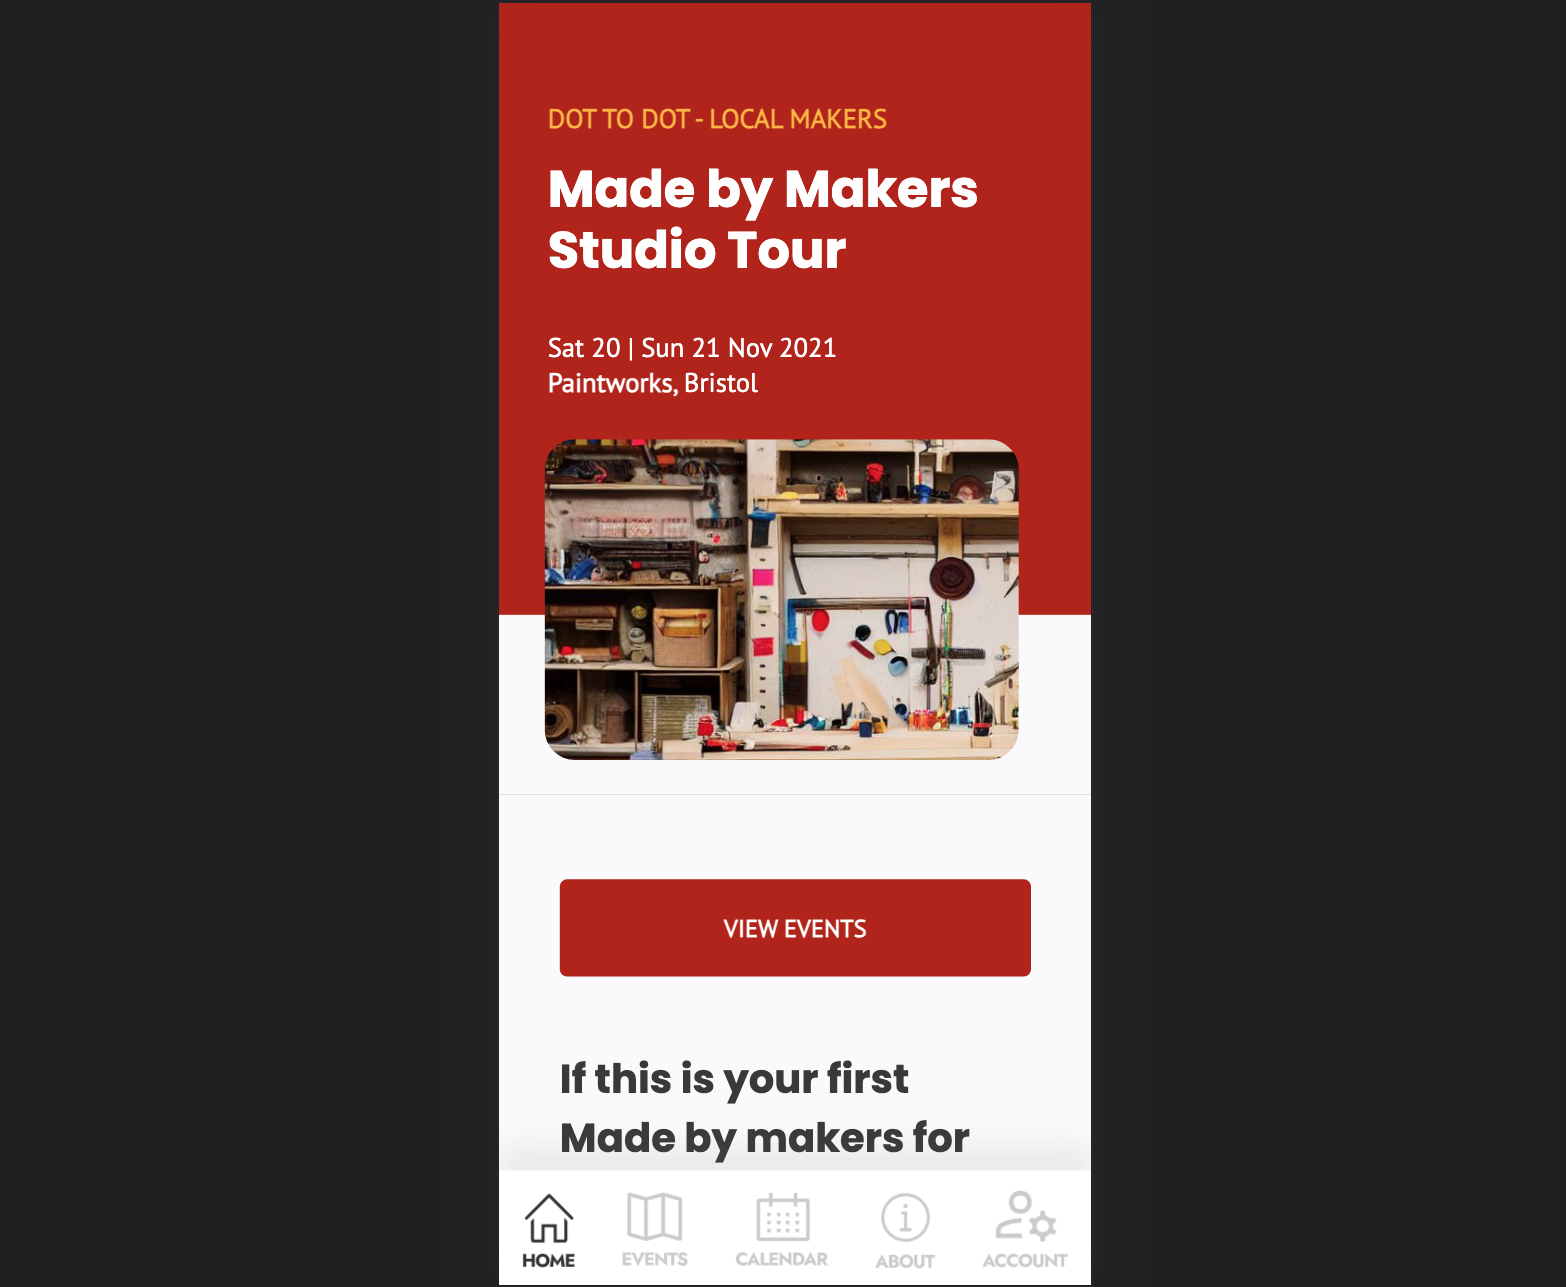 DOT TO DOT - LOCAL MAKERS
Made by Makers
Studio Tour
Sat 20 | Sun 21 Nov 2021
Paintworks, Bristol
VIEW EVENTS
If this is your first
Made by makers for
HOME
EVENTS
CALENDAR
ABOUT
ACCOUNT